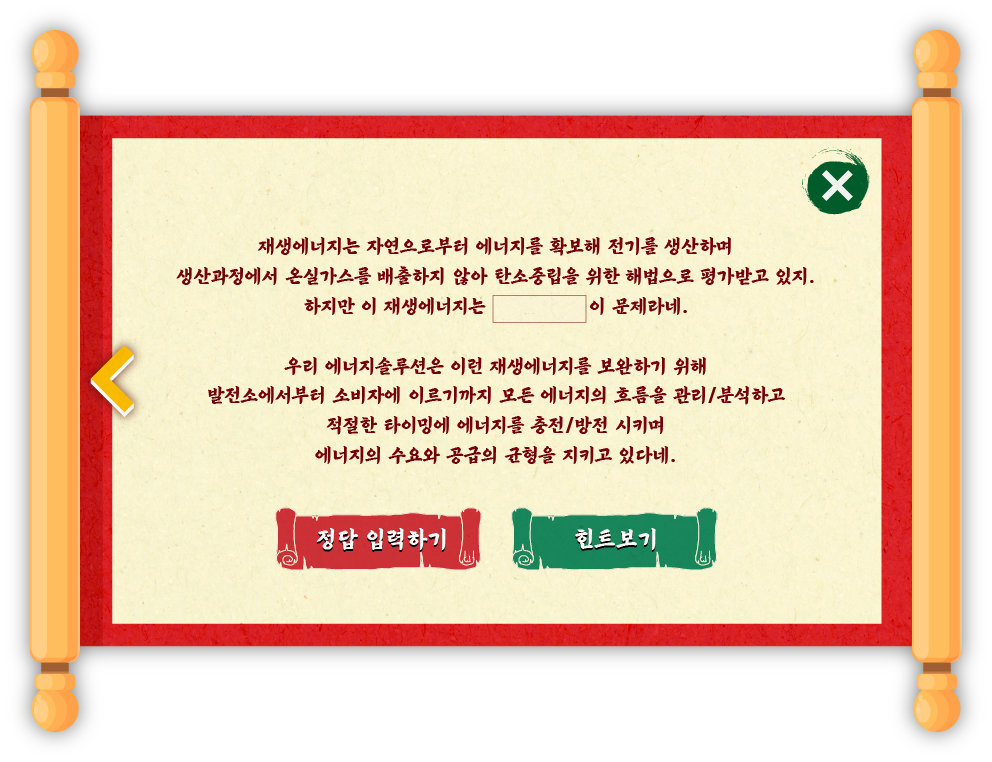 재생에너지는 자연으로부터 에너지를 확보해 전기를 생산하며
생산과정에서 온실가스를 배출하지 않아 탄소중립을 위한 해법으로 평가받고 있지.
하지만 이 재생에너지는 이 문제라네.
우리 에너지솔루션은 이런 재생에너지를 보완하기 위해
발전소에서부터 소비자에 이르기까지 모든 에너지의 흐름을 관리/분석하고
적절한 타이밍에 에너지를 충전/방전 시키며
에너지의 수요와 공급의 균형을 지키고 있다네.
정답 입력하기
힌트보기